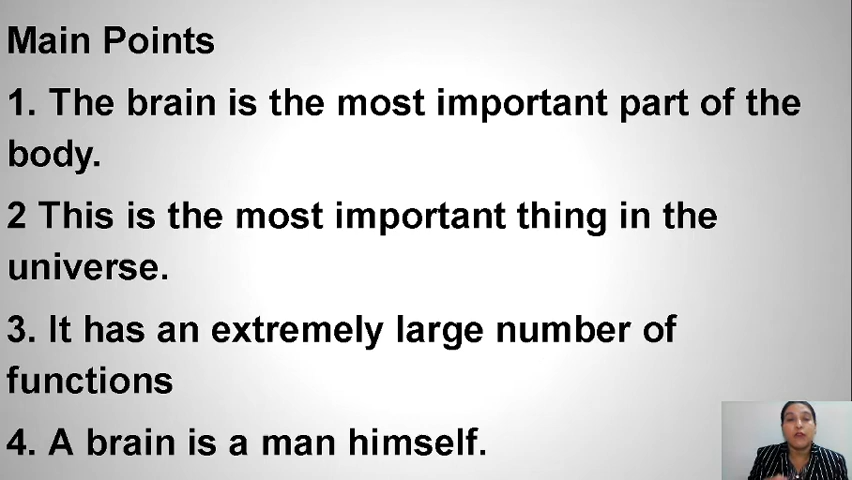 Main Points
1. The brain is the most important part of the
body.
2 This is the most important thing in the
universe.
3. It has an extremely large number of
functions
4. A brain is a man himself.